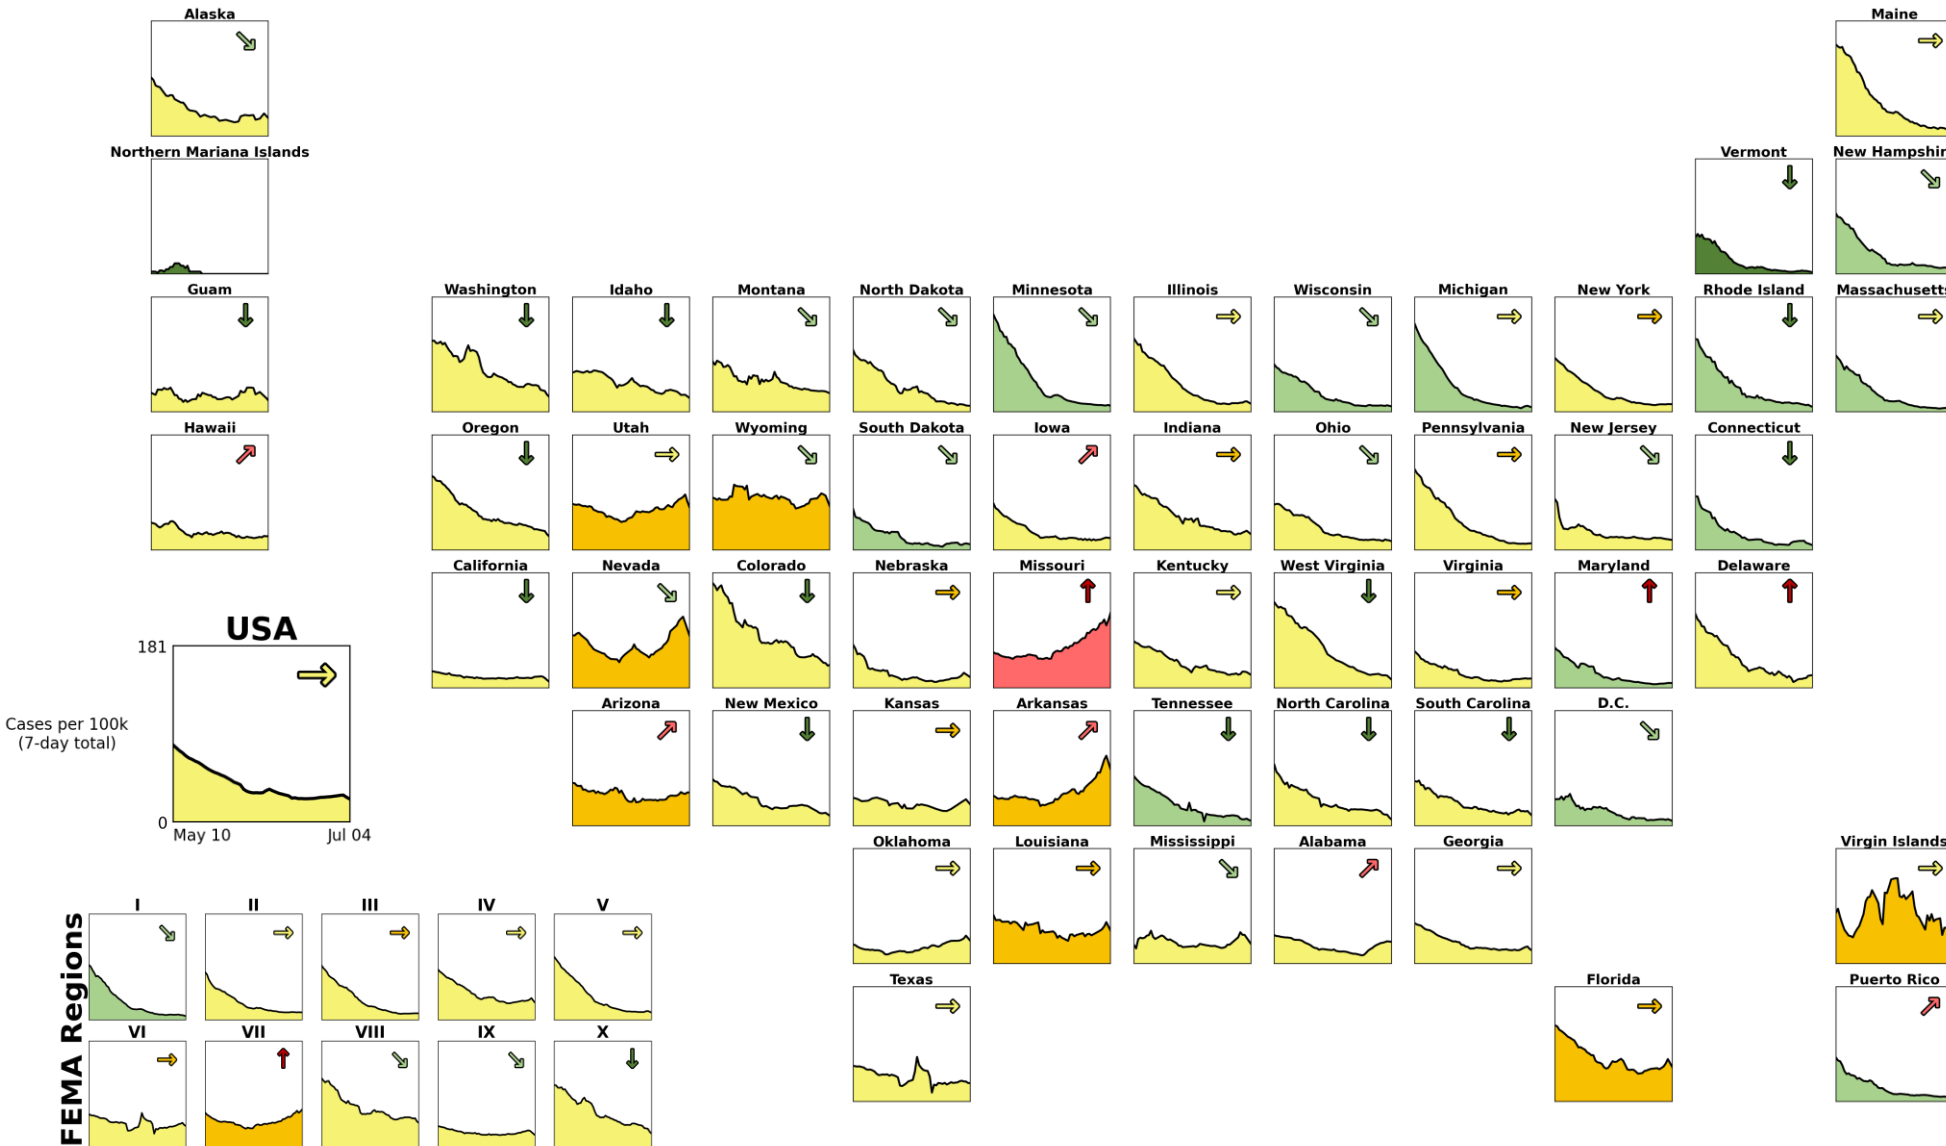 Alaska
Maine
Northern Mariana Islands
Vermont
New Hampshir
Guam
Washington
Idaho
Montana
North Dakota
Minnesota
Illinois
Wisconsin
Michigan
New York
Rhode Island
Massachusetts
Hawaii
Oregon
Utah
Wyoming
South Dakota
Iowa
Indiana
Ohio
Pennsylvania
New Jersey
Connecticut
California
Nevada
Colorado
Nebraska
Missouri
Kentucky
West Virginia
Virginia
Maryland
Delaware
USA
181
Cases per 100k
(7-day total)
0
May 10
Jul 04
Arizona
New Mexico
Kansas
Arkansas
Tennessee
North Carolina
South Carolina
D.C.
Oklahoma
Louisiana
Mississippi
Alabama
Georgia
Virgin Islands
Texas
Florida
Puerto Rico
FEMA Regions
I
II
III
IV
V
VI
VII
VIII
IX
X